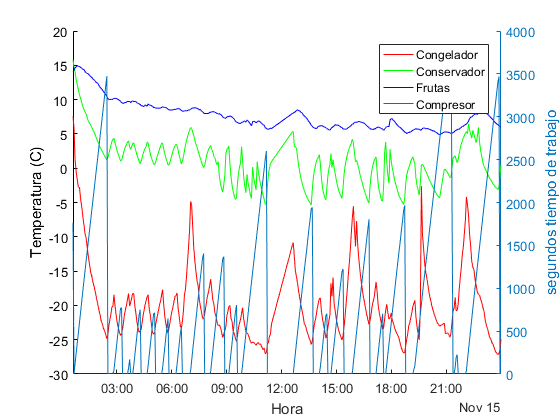 20
15
10
5
0
-5
-10
-15
-20
-25
-30
Temperatura (C)
Congelador
Conservador
Frutas
Compresor
4000
3500
3000
2500
2000
1500
1000
500
0
segundos tiempo de trabajo
03:00 06:00 09:00 12:00 15:00 18:00 21:00
Hora
Nov 15